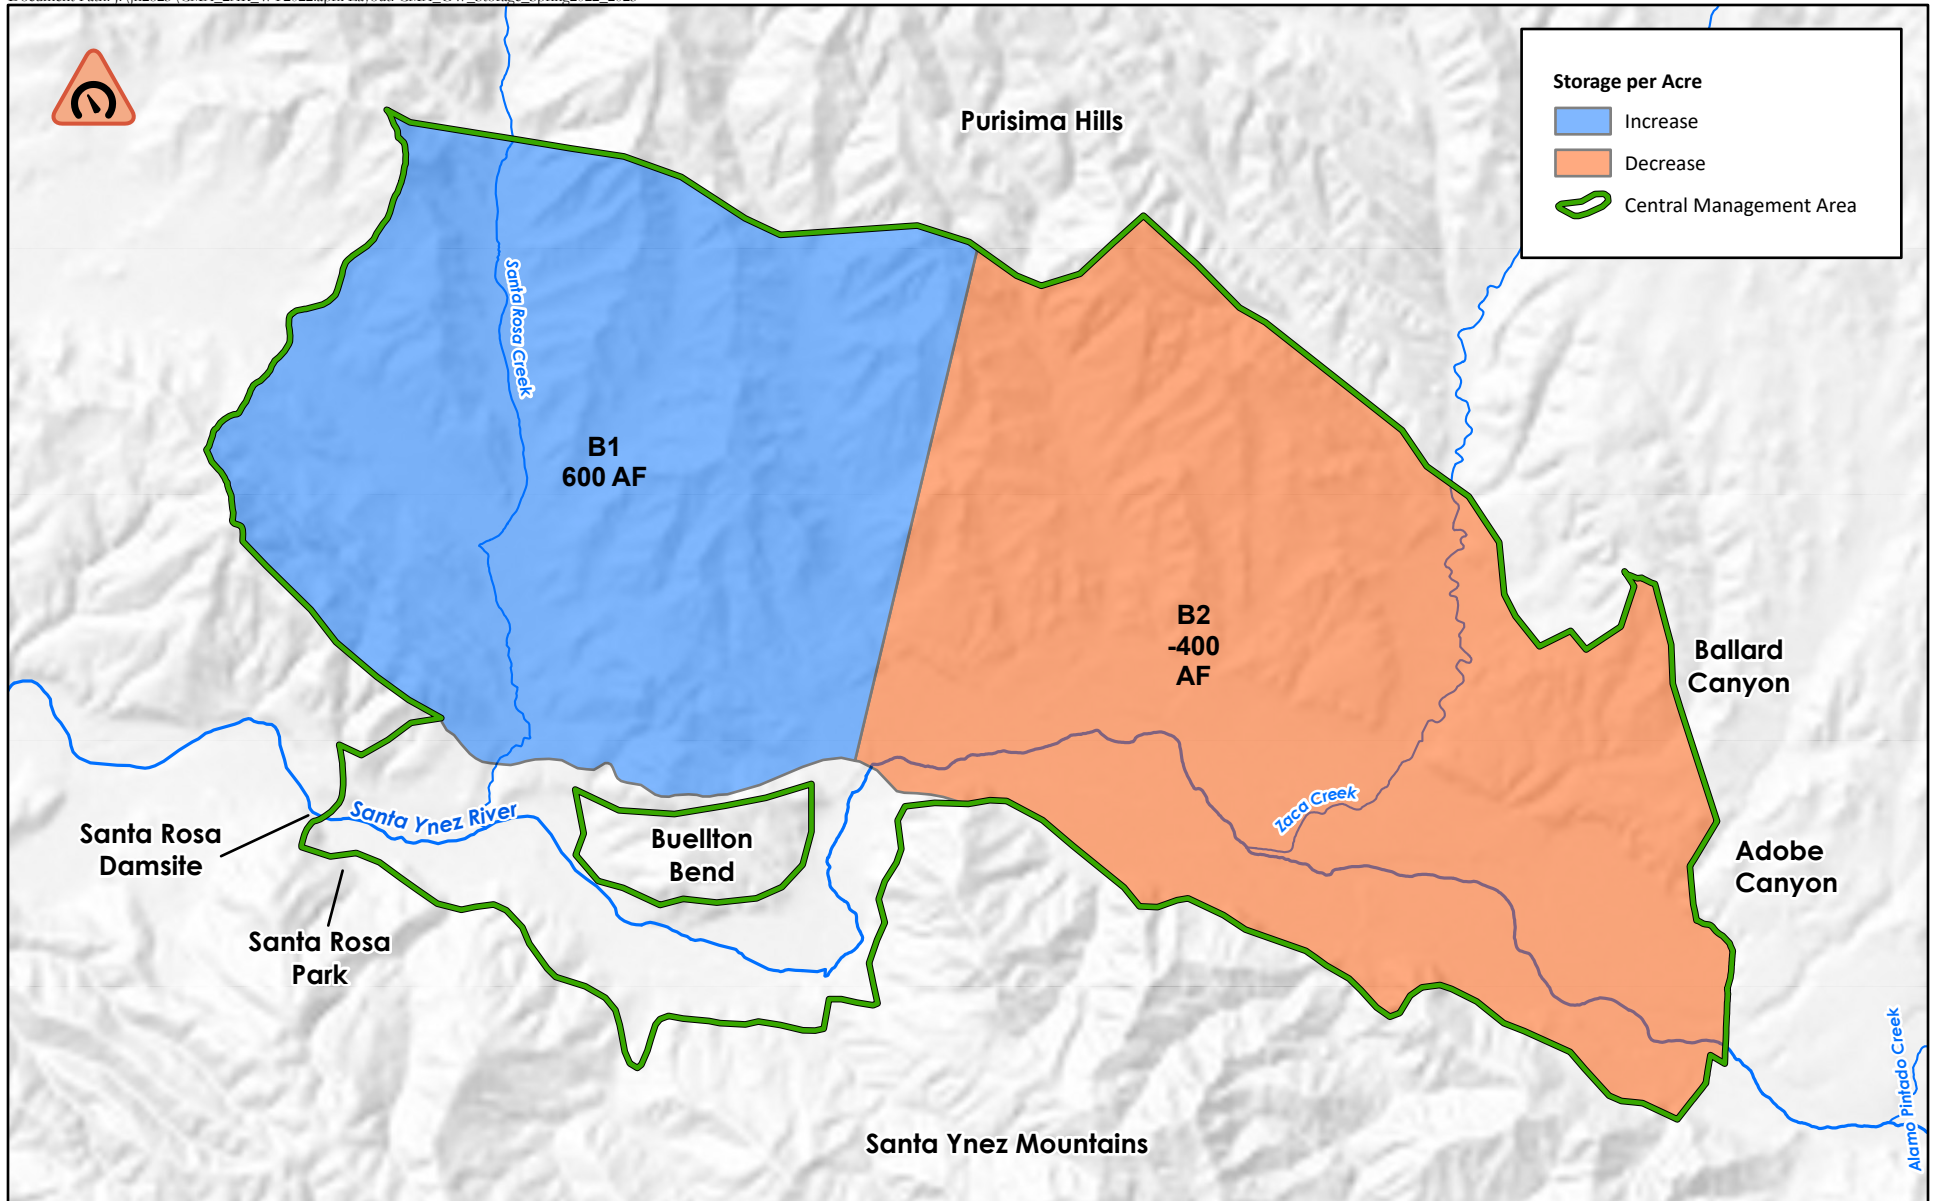 Purisima Hills
Storage per Acre
Increase
Decrease
Central Management Area
Santa Rosa Creek
B1
600 AF
B2
-400
AF
Ballard
Canyon
Zaca Creek
Santa Ynez River
Santa Rosa
Damsite
Buellton
Bend
Adobe
Canyon
Santa Rosa
Park
Santa Ynez Mountains
Alamo Pintado Creek